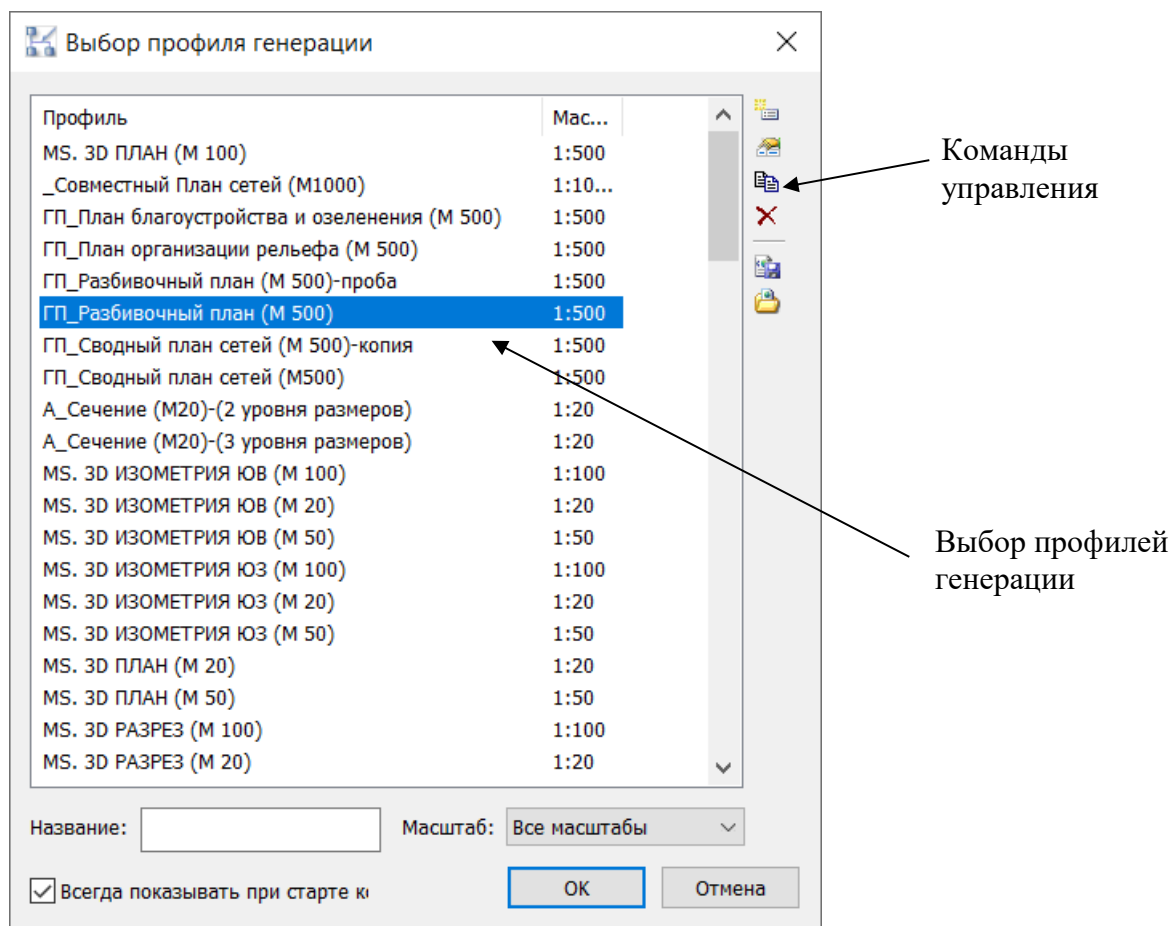 Выбор профиля генерации
Профиль Мас...
MS. 3D ПЛАН (М 100) 1:500
_Совместный План сетей (М1000) 1:10...
ГП_План благоустройства и озеленения (М 500) 1:500
ГП_План организации рельефа (М 500) 1:500
ГП_Разбивочный план (М 500)-проба 1:500
ГП_Разбивочный план (М 500) 1:500
ГП_Сводный план сетей (М 500)-копия 1:500
ГП_Сводный план сетей (М500) 1:500
А_Сечение (М20)-(2 уровня размеров) 1:20
А_Сечение (М20)-(3 уровня размеров) 1:20
MS. 3D ИЗОМЕТРИЯ ЮВ (М 100) 1:100
MS. 3D ИЗОМЕТРИЯ ЮВ (М 20) 1:20
MS. 3D ИЗОМЕТРИЯ ЮВ (М 50) 1:50
MS. 3D ИЗОМЕТРИЯ ЮЗ (М 100) 1:100
MS. 3D ИЗОМЕТРИЯ ЮЗ (М 20) 1:20
MS. 3D ИЗОМЕТРИЯ ЮЗ (М 50) 1:50
MS. 3D ПЛАН (М 20) 1:20
MS. 3D ПЛАН (М 50) 1:50
MS. 3D РАЗРЕЗ (М 100) 1:100
MS. 3D РАЗРЕЗ (М 20) 1:20
Название: Масштаб: Все масштабы
Всегда показывать при старте ко
ОК Отмена
Команды
управления
Выбор профилей
генерации